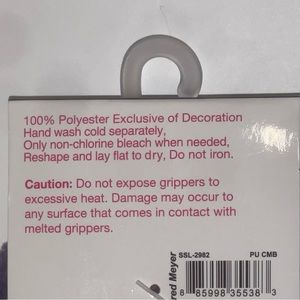 100% Polyester Exclusive of Decoration
Hand wash cold separately,
Only non-chlorine bleach when needed,
Reshape and lay flat to dry, Do not iron.
Caution: Do not expose grippers to
excessive heat. Damage may occur to
any surface that comes in contact with
melted grippers.
red Meyer
SSL-2982 PU CMB
8 85998 35538 3